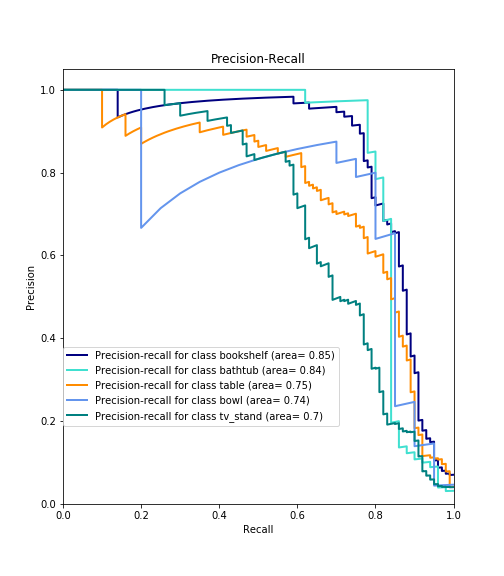 Precision-Recall
1.0
0.8
0.6
0.4
0.2
0.0
Precision
Precision-recall for class bookshelf (area= 0.85)
Precision-recall for class bathtub (area= 0.84)
Precision-recall for class table (area= 0.75)
Precision-recall for class bowl (area= 0.74)
Precision-recall for class tv_stand (area= 0.7)
0.0 0.2 0.4 0.6 0.8 1.0
Recall